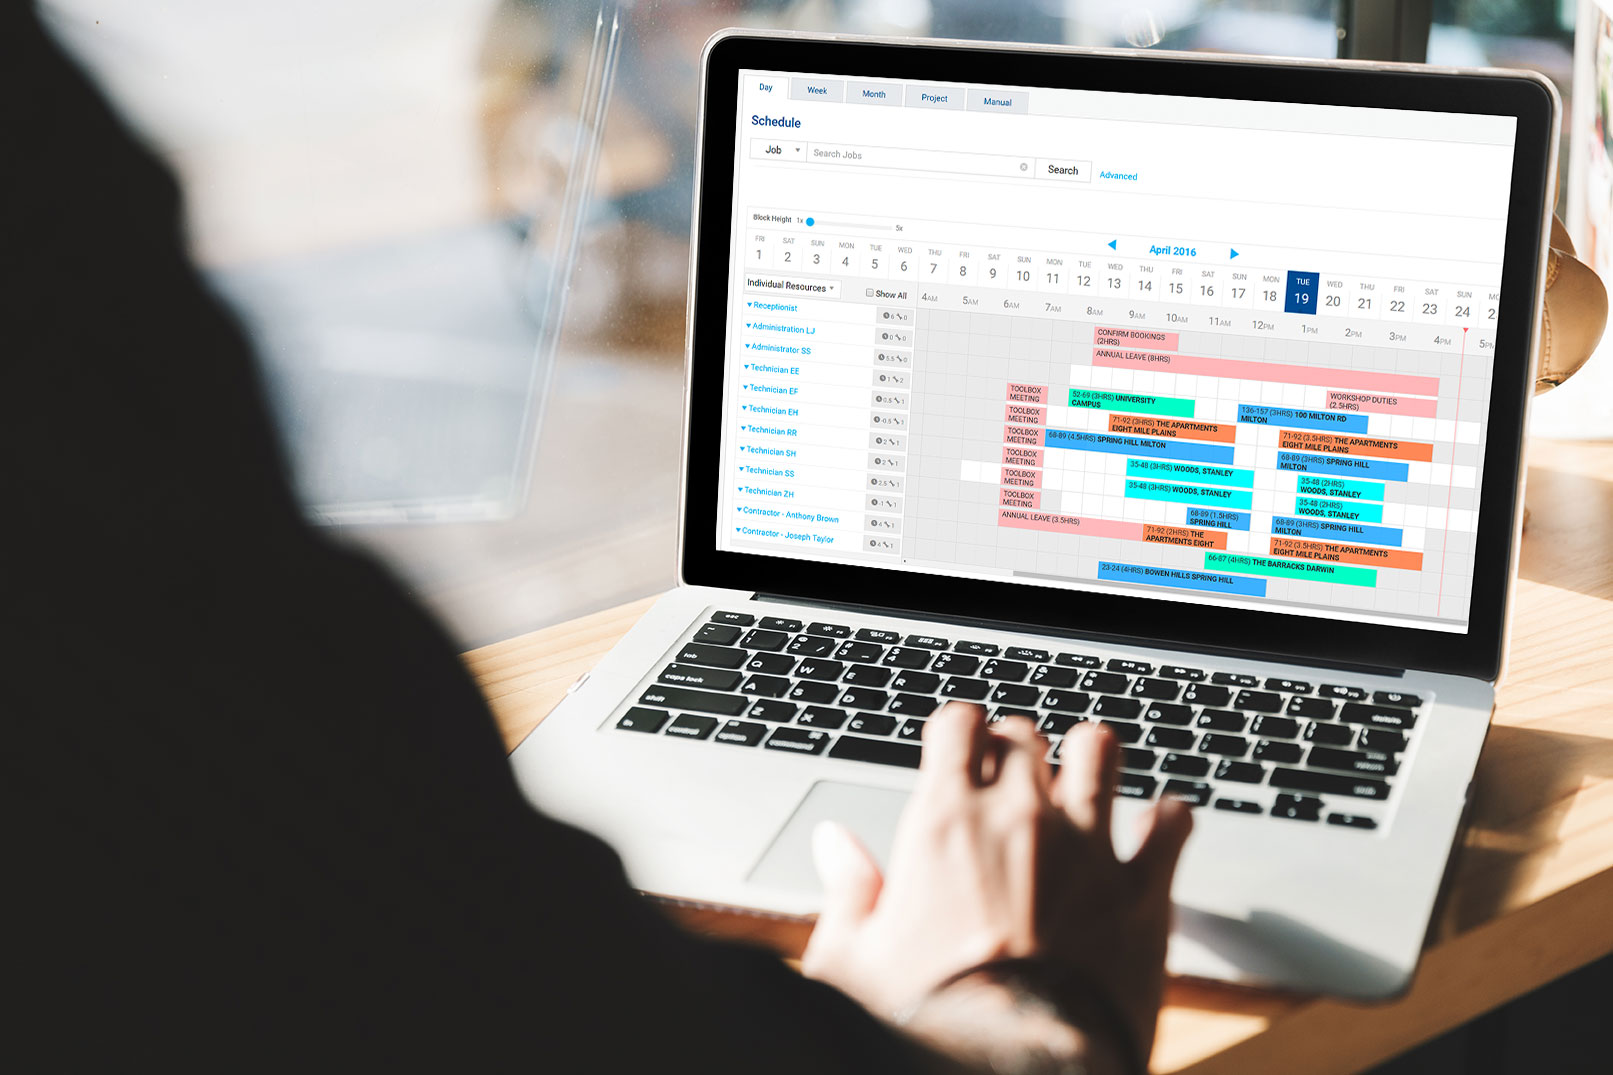 Day Week Month Project Manual
Schedule
Job Search Jobs Search Advanced
Block Height 1x 5x
April 2016
FRI SAT SUN MON TUE WED THU FRI SAT SUN MON TUE WED THU FRI SAT SUN MON TUE WED THU FRI SAT SUN
1 2 3 4 5 6 7 8 9 10 11 12 13 14 15 16 17 18 19 20 21 22 23 24
Individual Resources Show All
4AM 5AM 6AM 7AM 8AM 9AM 10AM 11AM 12PM 1PM 2PM 3PM 4PM 5PM
Receptionist
CONFIRM BOOKINGS
(2HRS)
Administration LJ
ANNUAL LEAVE (8HRS)
Administrator SS
Technician EE
TOOLBOX
MEETING
52-69 (3HRS) UNIVERSITY
CAMPUS
WORKSHOP DUTIES
(2.5HRS)
Technician EF
TOOLBOX
MEETING
71-92 (3HRS) THE APARTMENTS
EIGHT MILE PLAINS
136-157 (3HRS) 100 MILTON RD
MILTON
Technician EH
TOOLBOX
MEETING
68-89 (4.5HRS) SPRING HILL MILTON
71-92 (3.5HRS) THE APARTMENTS
EIGHT MILE PLAINS
Technician RR
TOOLBOX
MEETING
35-48 (3HRS) WOODS, STANLEY
68-89 (3HRS) SPRING HILL
MILTON
Technician SH
TOOLBOX
MEETING
35-48 (3HRS) WOODS, STANLEY
35-48 (2HRS)
WOODS, STANLEY
Technician SS
TOOLBOX
MEETING
68-89 (1.5HRS)
SPRING HILL
35-48 (2HRS)
WOODS, STANLEY
Technician ZH
ANNUAL LEAVE (3.5HRS)
71-92 (2HRS) THE
APARTMENTS EIGHT
68-89 (3HRS) SPRING HILL
MILTON
Contractor - Anthony Brown
66-87 (4HRS) THE BARRACKS DARWIN
71-92 (3.5HRS) THE APARTMENTS
EIGHT MILE PLAINS
Contractor - Joseph Taylor
23-24 (4HRS) BOWEN HILLS SPRING HILL
esc
tab Q W E R T Y U
caps lock A S D F
shift Z X C V
fn control option command